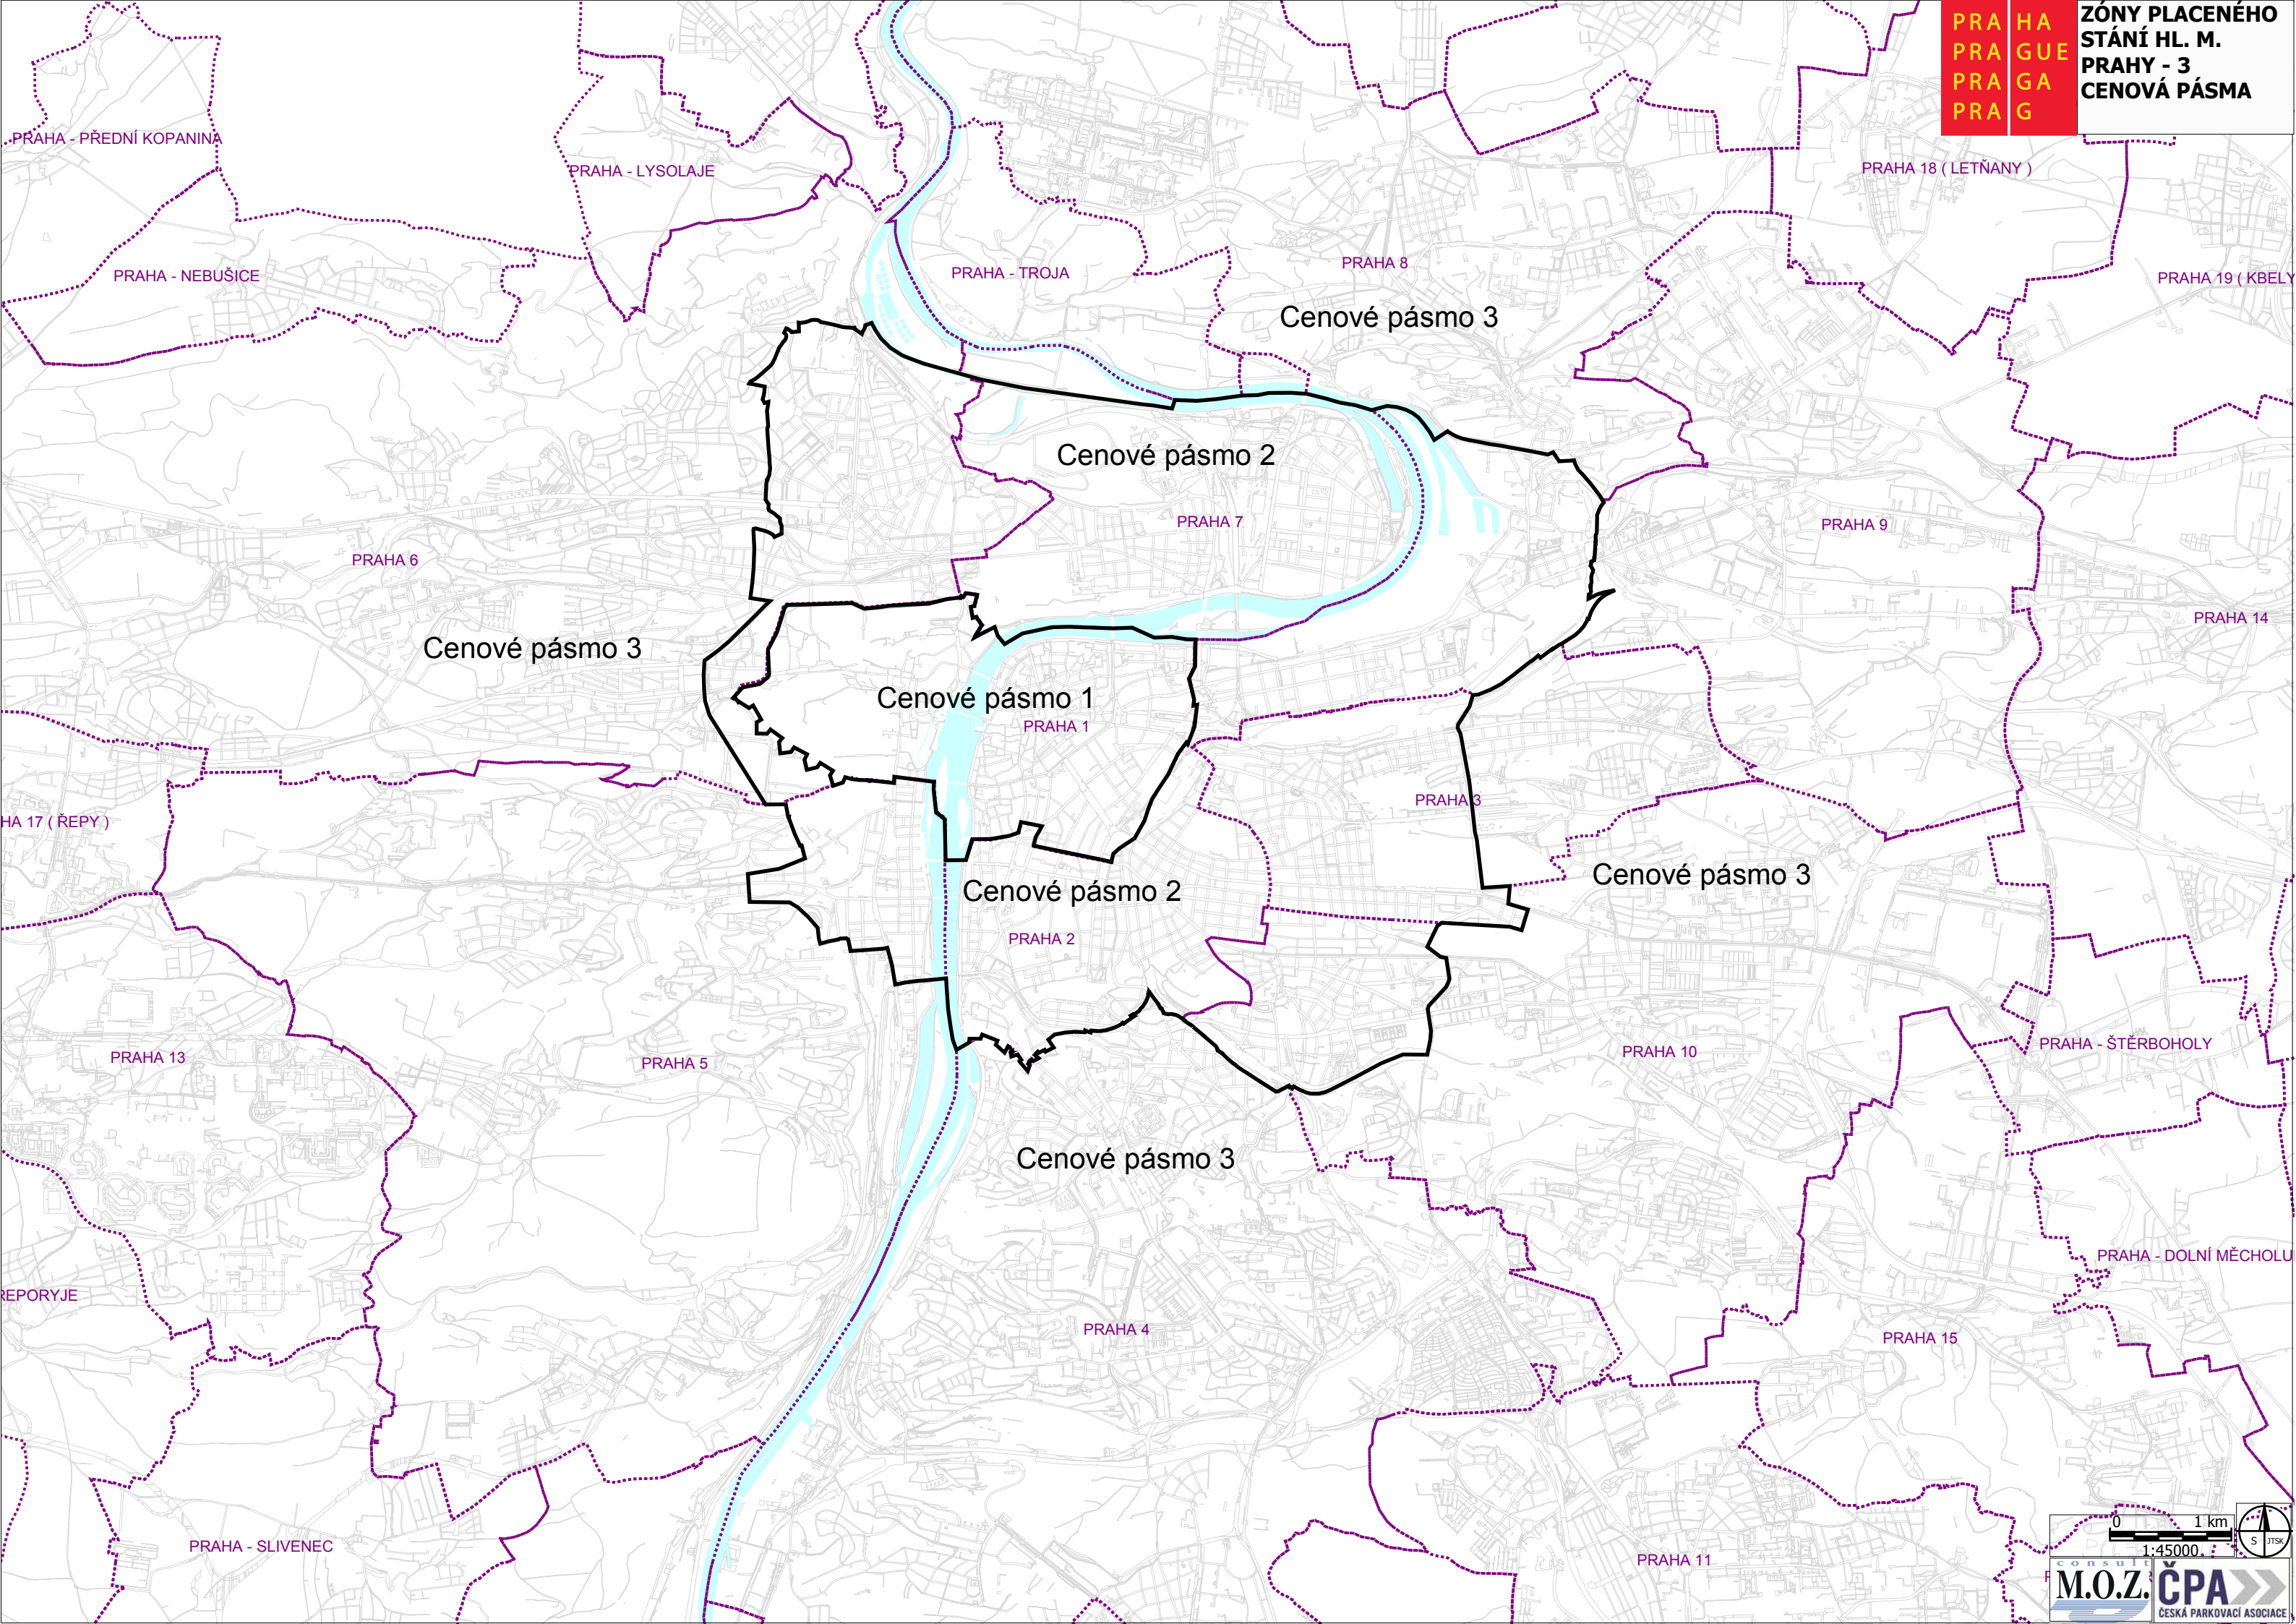 PRA HA
PRA GUE
PRA GA
PRA G
ZÓNY PLACENÉHO
STÁNÍ HL. M.
PRAHY - 3
CENOVÁ PÁSMA
PRAHA - PŘEDNÍ KOPANINA
PRAHA - LYSOLAJE
PRAHA 18 ( LETŇANY )
PRAHA - NEBUŠICE
PRAHA - TROJA
PRAHA 8
PRAHA 19 ( KBELY
Cenové pásmo 3
Cenové pásmo 2
PRAHA 7
PRAHA 9
PRAHA 6
PRAHA 14
Cenové pásmo 3
Cenové pásmo 1
PRAHA 1
PRAHA 3
HA 17 ( ŘEPY )
Cenové pásmo 3
Cenové pásmo 2
PRAHA 2
PRAHA 13
PRAHA 5
PRAHA 10
PRAHA - ŠTĚRBOHOLY
Cenové pásmo 3
PRAHA - DOLNÍ MĚCHOLU
ŘEPORYJE
PRAHA 4
PRAHA 15
PRAHA - SLIVENEC
PRAHA 11
0 1 km
1:45000
S JTSK
consult
M.O.Z.
ČPA
ČESKÁ PARKOVACÍ ASOCIACE